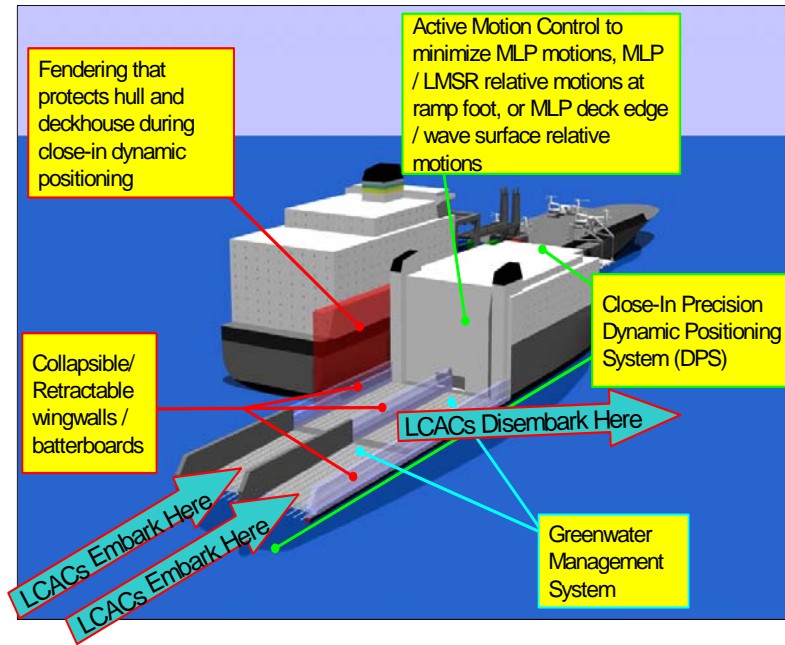 Fendering that
protects hull and
deckhouse during
close-in dynamic
positioning
Active Motion Control to
minimize MLP motions, MLP
/ LMSR relative motions at
ramp foot, or MLP deck edge
/ wave surface relative
motions
Close-In Precision
Dynamic Positioning
System (DPS)
Collapsible/
Retractable
wingwalls /
batterboards
LCACs Disembark Here
LCACs Embark Here
LCACs Embark Here
Greenwater
Management
System